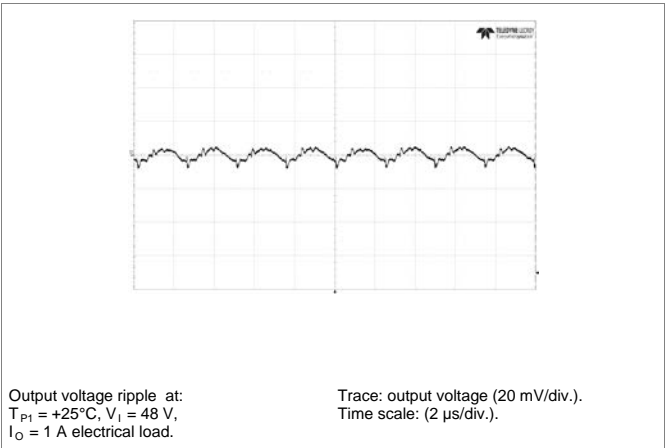 TELEDYNE LECROY
Output voltage ripple at:
T P1 = +25°C, V I = 48 V,
I O = 1 A electrical load.
Trace: output voltage (20 mV/div.).
Time scale: (2 µs/div.).